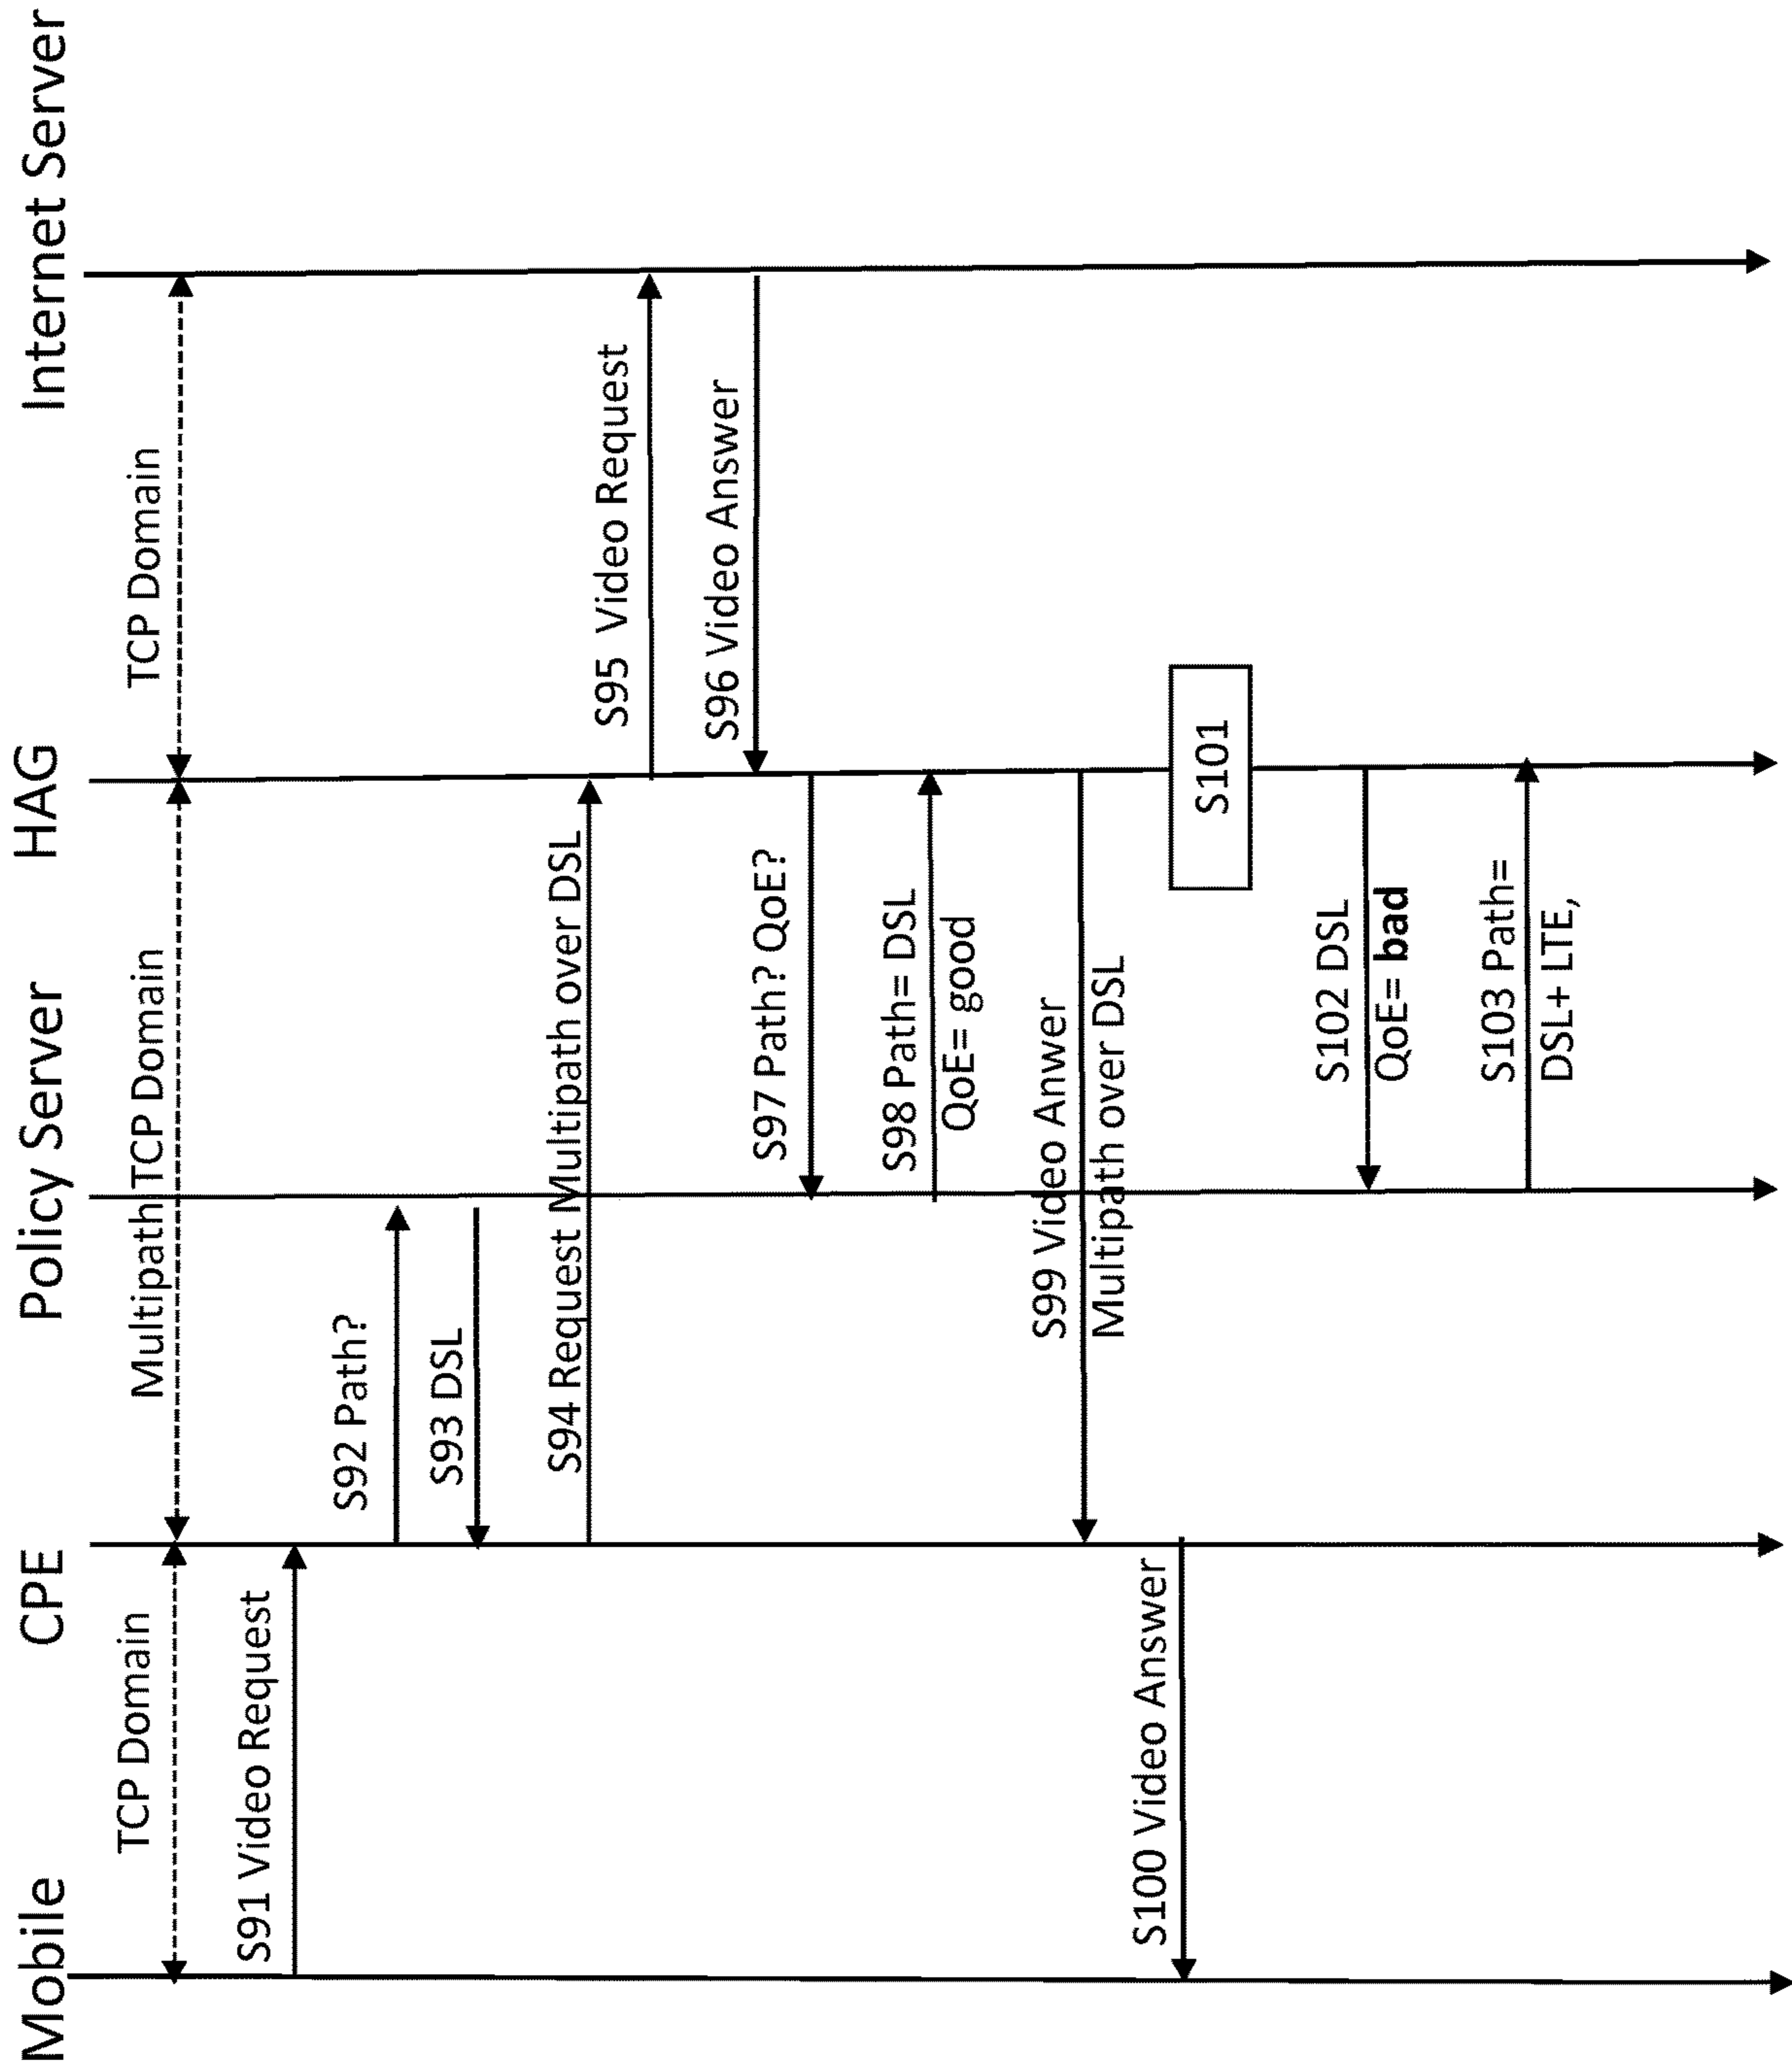 Mobile
CPE
Policy Server
HAG
Internet Server
TCP Domain
Multipath TCP Domain
TCP Domain
S91 Video Request
S92 Path?
S93 DSL
S94 Request Multipath over DSL
S95 Video Request
S96 Video Answer
S97 Path? QoE?
S98 Path= DSL
QoE= good
S99 Video Anwer
Multipath over DSL
S100 Video Answer
S101
S102 DSL
QoE= bad
S103 Path=
DSL+ LTE,